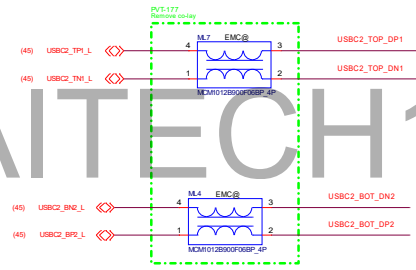 PVT-177
Remove co-lay.
ML7 EMC@
(45) USBC2_TP1_L 4 3 USBC2_TOP_DP1
(45) USBC2_TN1_L 1 2 USBC2_TOP_DN1
MCM1012B900F06BP_4P
AITECH1
ML4 EMC@
(45) USBC2_BN2_L 4 3 USBC2_BOT_DN2
(45) USBC2_BP2_L 1 2 USBC2_BOT_DP2
MCM1012B900F06BP_4P